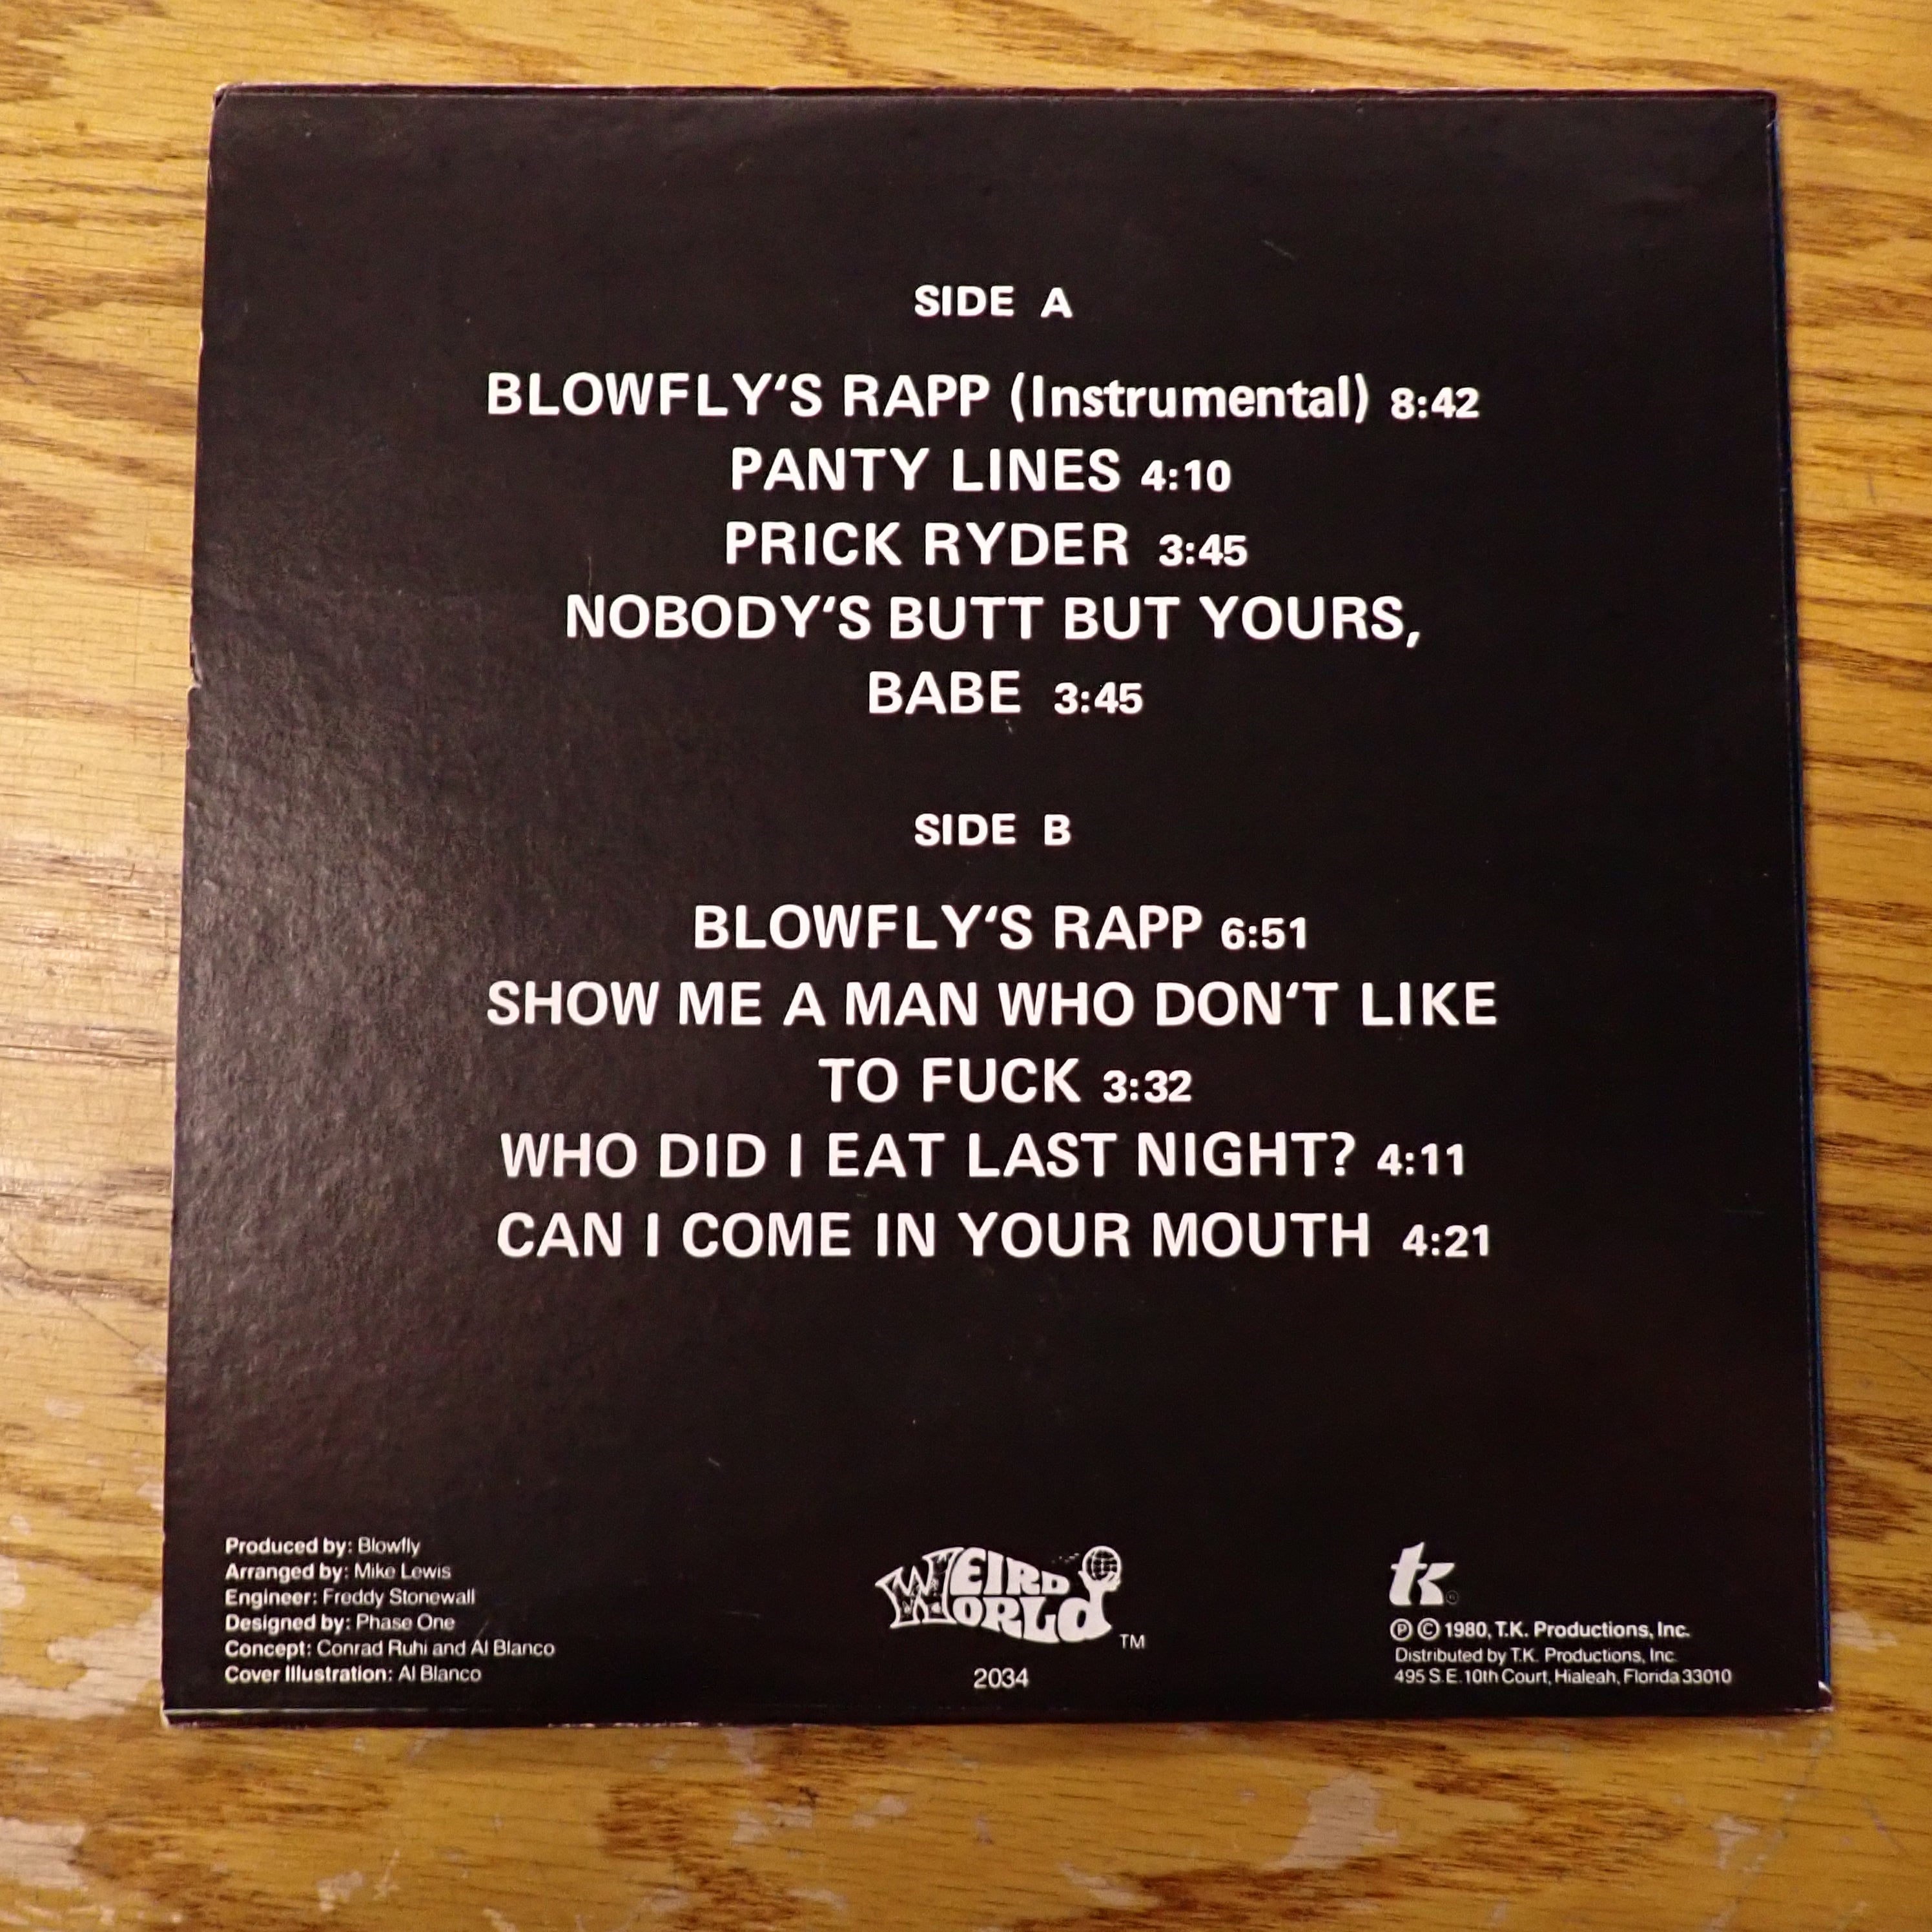 SIDE A
BLOWFLY'S RAPP (Instrumental) 8:42
PANTY LINES 4:10
PRICK RYDER 3:45
NOBODY'S BUTT BUT YOURS,
BABE 3:45
SIDE B
BLOWFLY'S RAPP 6:51
SHOW ME A MAN WHO DON'T LIKE
TO FUCK 3:32
WHO DID I EAT LAST NIGHT? 4:11
CAN I COME IN YOUR MOUTH 4:21
Produced by: Blowfly
Arranged by: Mike Lewis
Engineer: Freddy Stonewall
Designed by: Phase One
Concept: Conrad Ruhi and Al Blanco
Cover Illustration: Al Blanco
WEIRD
WORLD TM
2034
tk ®
℗ © 1980, T.K. Productions, Inc.
Distributed by T.K. Productions, Inc
495 S.E. 10th Court, Hialeah, Florida 33010